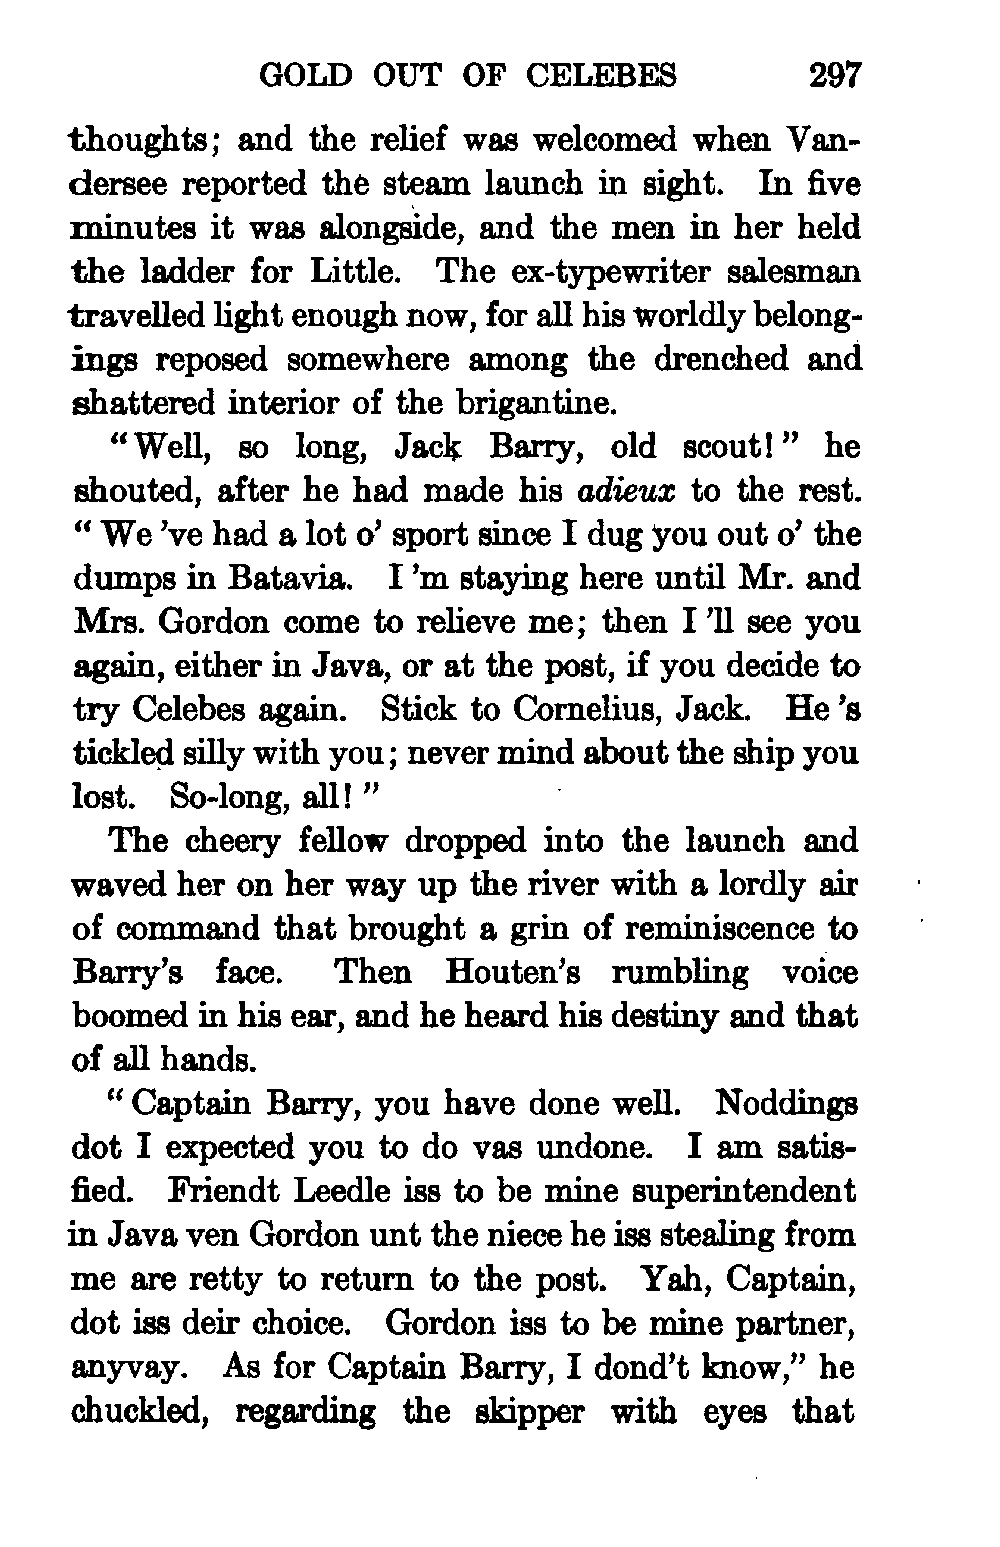 GOLD OUT OF CELEBES 297
thoughts; and the relief was welcomed when Van-
dersee reported the steam launch in sight. In five
minutes it was alongside, and the men in her held
the ladder for Little. The ex-typewriter salesman
travelled light enough now, for all his worldly belong-
ings reposed somewhere among the drenched and
shattered interior of the brigantine.
“Well, so long, Jack Barry, old scout!” he
shouted, after he had made his adieux to the rest.
“We 've had a lot o' sport since I dug you out o' the
dumps in Batavia. I 'm staying here until Mr. and
Mrs. Gordon come to relieve me; then I 'll see you
again, either in Java, or at the post, if you decide to
try Celebes again. Stick to Cornelius, Jack. He 's
tickled silly with you; never mind about the ship you
lost. So-long, all!”
The cheery fellow dropped into the launch and
waved her on her way up the river with a lordly air
of command that brought a grin of reminiscence to
Barry's face. Then Houten's rumbling voice
boomed in his ear, and he heard his destiny and that
of all hands.
“Captain Barry, you have done well. Noddings
dot I expected you to do vas undone. I am satis-
fied. Friendt Leedle iss to be mine superintendent
in Java ven Gordon unt the niece he iss stealing from
me are retty to return to the post. Yah, Captain,
dot iss deir choice. Gordon iss to be mine partner,
anyvay. As for Captain Barry, I dond't know,” he
chuckled, regarding the skipper with eyes that